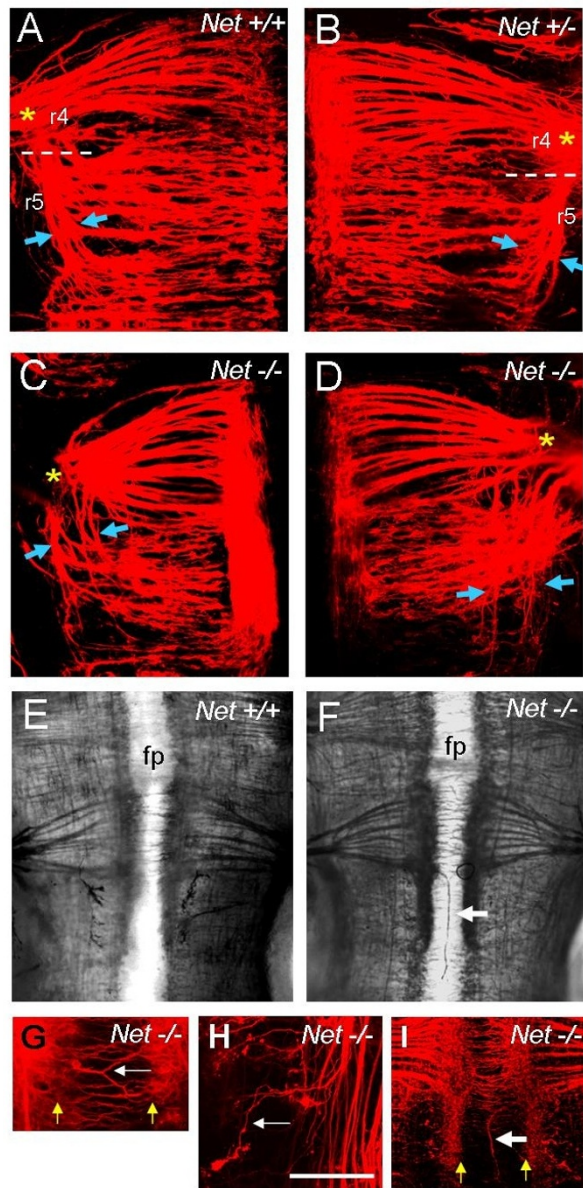 A Net +/+
B Net +/-
* r4
r4 *
r5
r5
C Net -/-
D Net -/-
*
*
E Net +/+
F Net -/-
fp
fp
G Net -/-
H Net -/-
I Net -/-